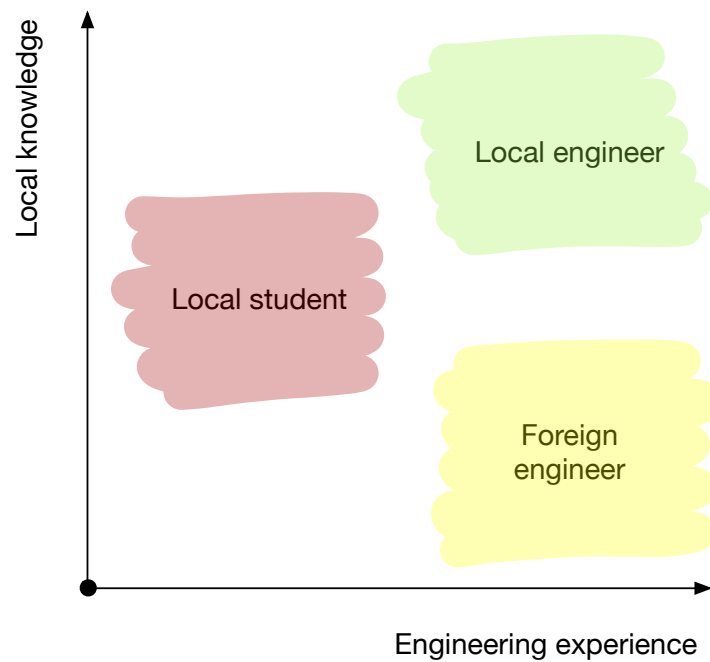 Local knowledge
Local engineer
Local student
Foreign
engineer
Engineering experience